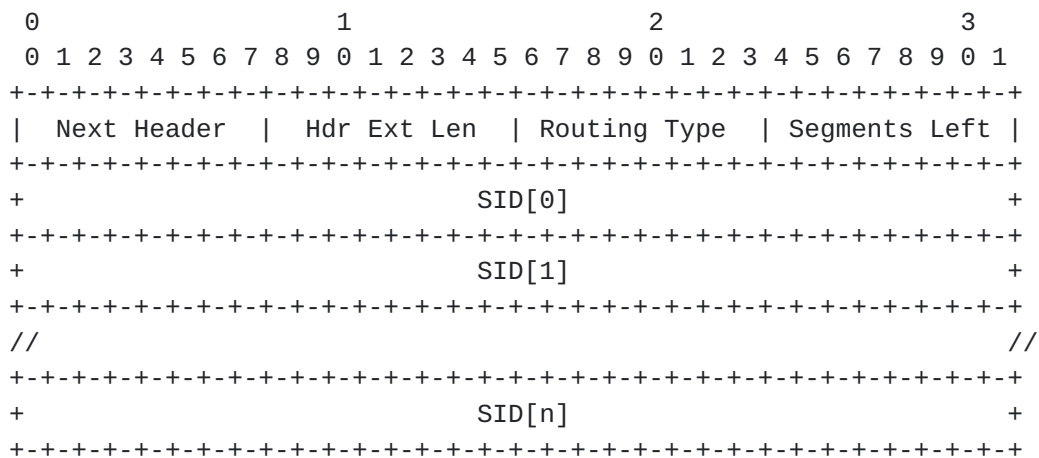 0                   1                   2                   3
 0 1 2 3 4 5 6 7 8 9 0 1 2 3 4 5 6 7 8 9 0 1 2 3 4 5 6 7 8 9 0 1
+-+-+-+-+-+-+-+-+-+-+-+-+-+-+-+-+-+-+-+-+-+-+-+-+-+-+-+-+-+-+-+-+
|  Next Header  |  Hdr Ext Len  | Routing Type  | Segments Left |
+-+-+-+-+-+-+-+-+-+-+-+-+-+-+-+-+-+-+-+-+-+-+-+-+-+-+-+-+-+-+-+-+
+                             SID[0]                            +
+-+-+-+-+-+-+-+-+-+-+-+-+-+-+-+-+-+-+-+-+-+-+-+-+-+-+-+-+-+-+-+-+
+                             SID[1]                            +
+-+-+-+-+-+-+-+-+-+-+-+-+-+-+-+-+-+-+-+-+-+-+-+-+-+-+-+-+-+-+-+-+
//                                                              //
+-+-+-+-+-+-+-+-+-+-+-+-+-+-+-+-+-+-+-+-+-+-+-+-+-+-+-+-+-+-+-+-+
+                             SID[n]                            +
+-+-+-+-+-+-+-+-+-+-+-+-+-+-+-+-+-+-+-+-+-+-+-+-+-+-+-+-+-+-+-+-+